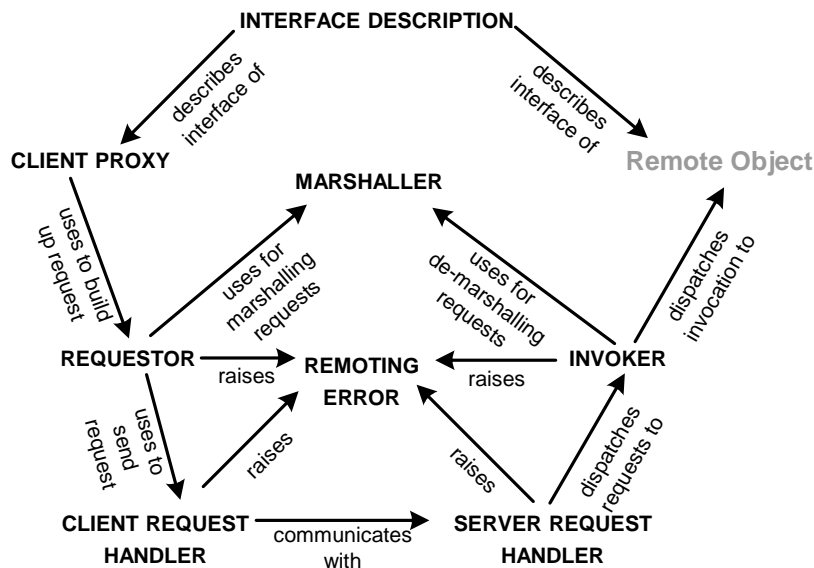 INTERFACE DESCRIPTION
describes
interface of
describes
interface of
CLIENT PROXY
Remote Object
MARSHALLER
uses to build
up request
uses for
marshalling
requests
uses for
de-marshalling
requests
dispatches
invocation to
REQUESTOR
raises
REMOTING
ERROR
raises
INVOKER
uses to
send
request
raises
raises
dispatches
requests to
CLIENT REQUEST
HANDLER
communicates
with
SERVER REQUEST
HANDLER